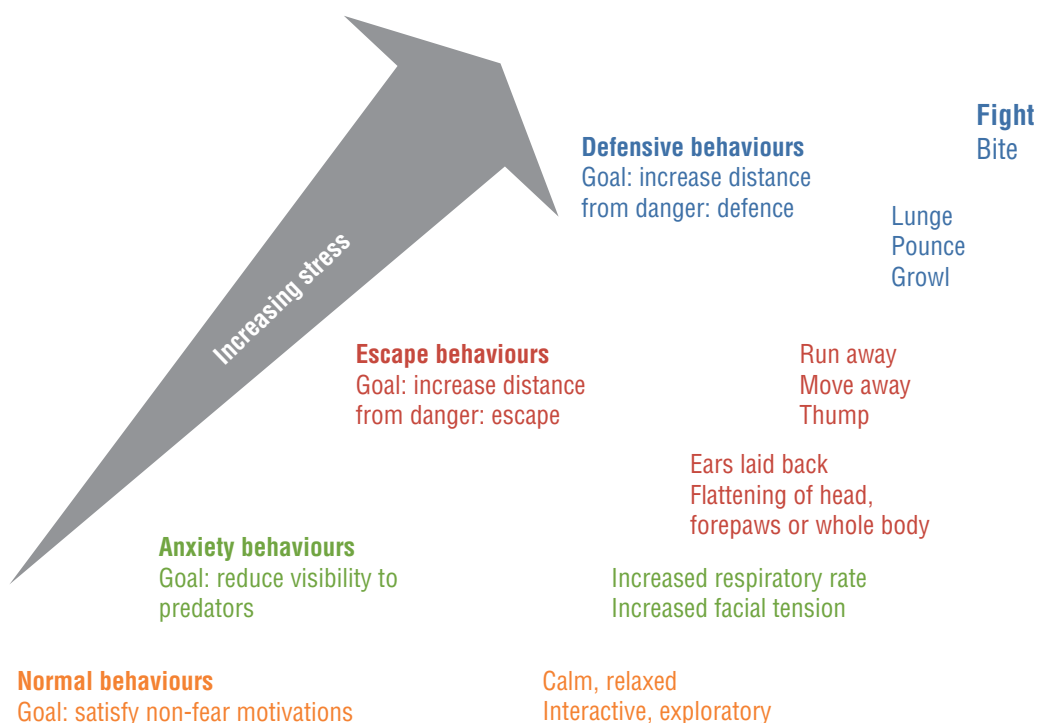 Fight
Bite
Defensive behaviours
Goal: increase distance
from danger: defence
Lunge
Pounce
Growl
Increasing stress
Escape behaviours
Goal: increase distance
from danger: escape
Run away
Move away
Thump
Ears laid back
Flattening of head,
forepaws or whole body
Anxiety behaviours
Goal: reduce visibility to
predators
Increased respiratory rate
Increased facial tension
Normal behaviours
Goal: satisfy non-fear motivations
Calm, relaxed
Interactive, exploratory